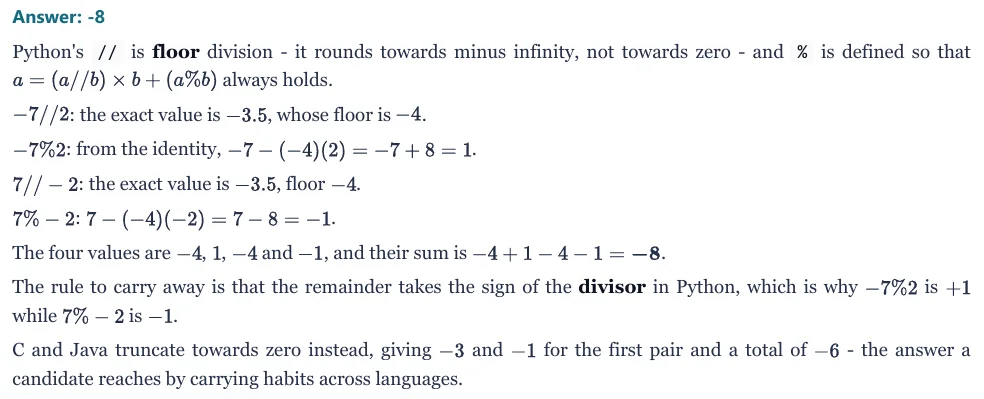 Answer: -8
Python's // is floor division - it rounds towards minus infinity, not towards zero - and % is defined so that
a = (a//b) × b + (a%b) always holds.
−7//2: the exact value is −3.5, whose floor is −4.
−7%2: from the identity, −7 − (−4)(2) = −7 + 8 = 1.
7// − 2: the exact value is −3.5, floor −4.
7% − 2: 7 − (−4)(−2) = 7 − 8 = −1.
The four values are −4, 1, −4 and −1, and their sum is −4 + 1 − 4 − 1 = −8.
The rule to carry away is that the remainder takes the sign of the divisor in Python, which is why −7%2 is +1
while 7% − 2 is −1.
C and Java truncate towards zero instead, giving −3 and −1 for the first pair and a total of −6 - the answer a
candidate reaches by carrying habits across languages.